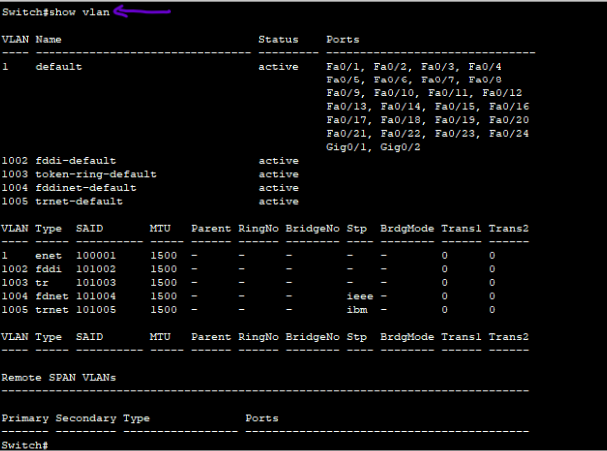 Switch#show vlan
VLAN Name Status Ports
---- -------------------------------- --------- -------------------------------
1 default active Fa0/1, Fa0/2, Fa0/3, Fa0/4
Fa0/5, Fa0/6, Fa0/7, Fa0/8
Fa0/9, Fa0/10, Fa0/11, Fa0/12
Fa0/13, Fa0/14, Fa0/15, Fa0/16
Fa0/17, Fa0/18, Fa0/19, Fa0/20
Fa0/21, Fa0/22, Fa0/23, Fa0/24
Gig0/1, Gig0/2
1002 fddi-default active
1003 token-ring-default active
1004 fddinet-default active
1005 trnet-default active
VLAN Type SAID MTU Parent RingNo BridgeNo Stp BrdgMode Trans1 Trans2
---- ----- ---------- ----- ------ ------ -------- ---- -------- ------ ------
1 enet 100001 1500 - - - - - 0 0
1002 fddi 101002 1500 - - - - - 0 0
1003 tr 101003 1500 - - - - - 0 0
1004 fdnet 101004 1500 - - - ieee - 0 0
1005 trnet 101005 1500 - - - ibm - 0 0
VLAN Type SAID MTU Parent RingNo BridgeNo Stp BrdgMode Trans1 Trans2
---- ----- ---------- ----- ------ ------ -------- ---- -------- ------ ------
Remote SPAN VLANs
------------------------------------------------------------------------------
Primary Secondary Type Ports
------- --------- ----------------- ------------------------------------------
Switch#